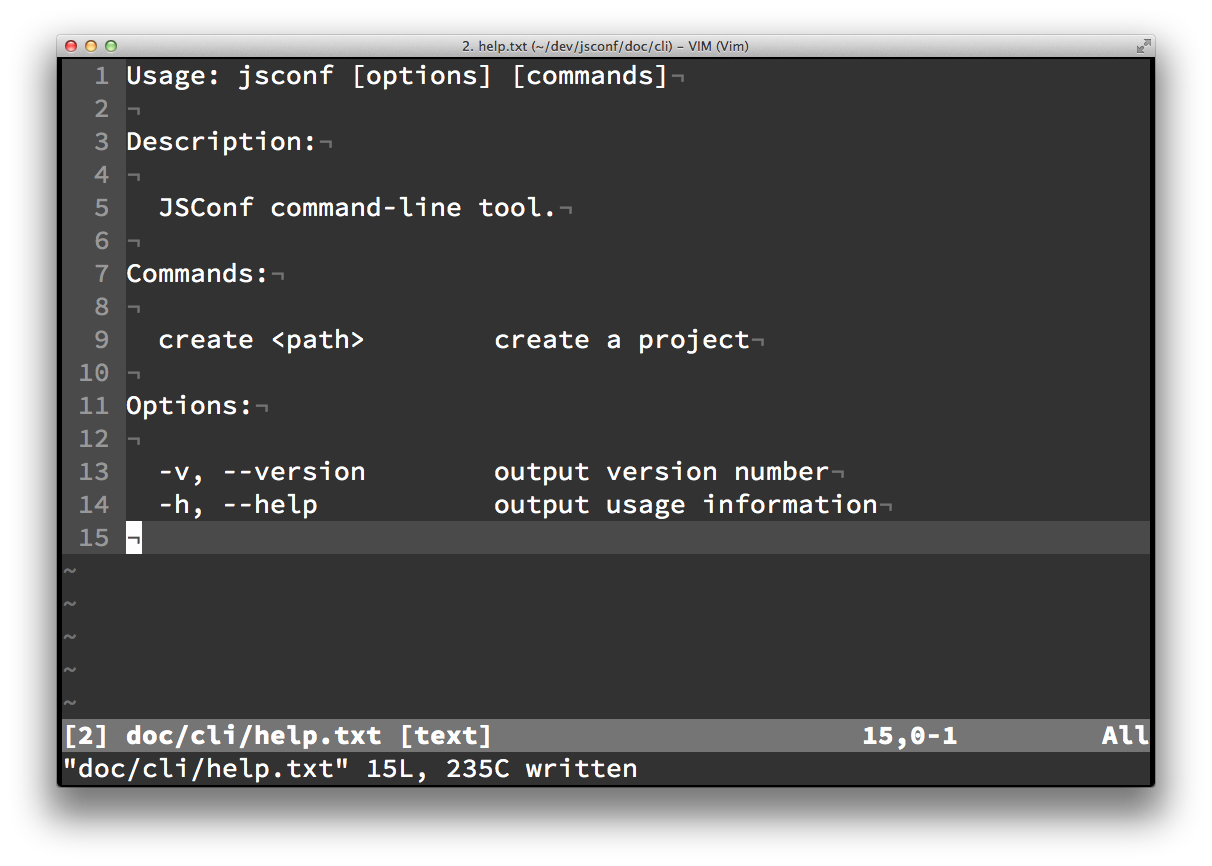 2. help.txt (~/dev/jsconf/doc/cli) – VIM (Vim)
1 Usage: jsconf [options] [commands]¬
2 ¬
3 Description:¬
4 ¬
5   JSConf command-line tool.¬
6 ¬
7 Commands:¬
8 ¬
9   create <path>        create a project¬
10 ¬
11 Options:¬
12 ¬
13   -v, --version        output version number¬
14   -h, --help           output usage information¬
15 ¬
~
~
~
~
~
[2] doc/cli/help.txt [text] 15,0-1 All
"doc/cli/help.txt" 15L, 235C written